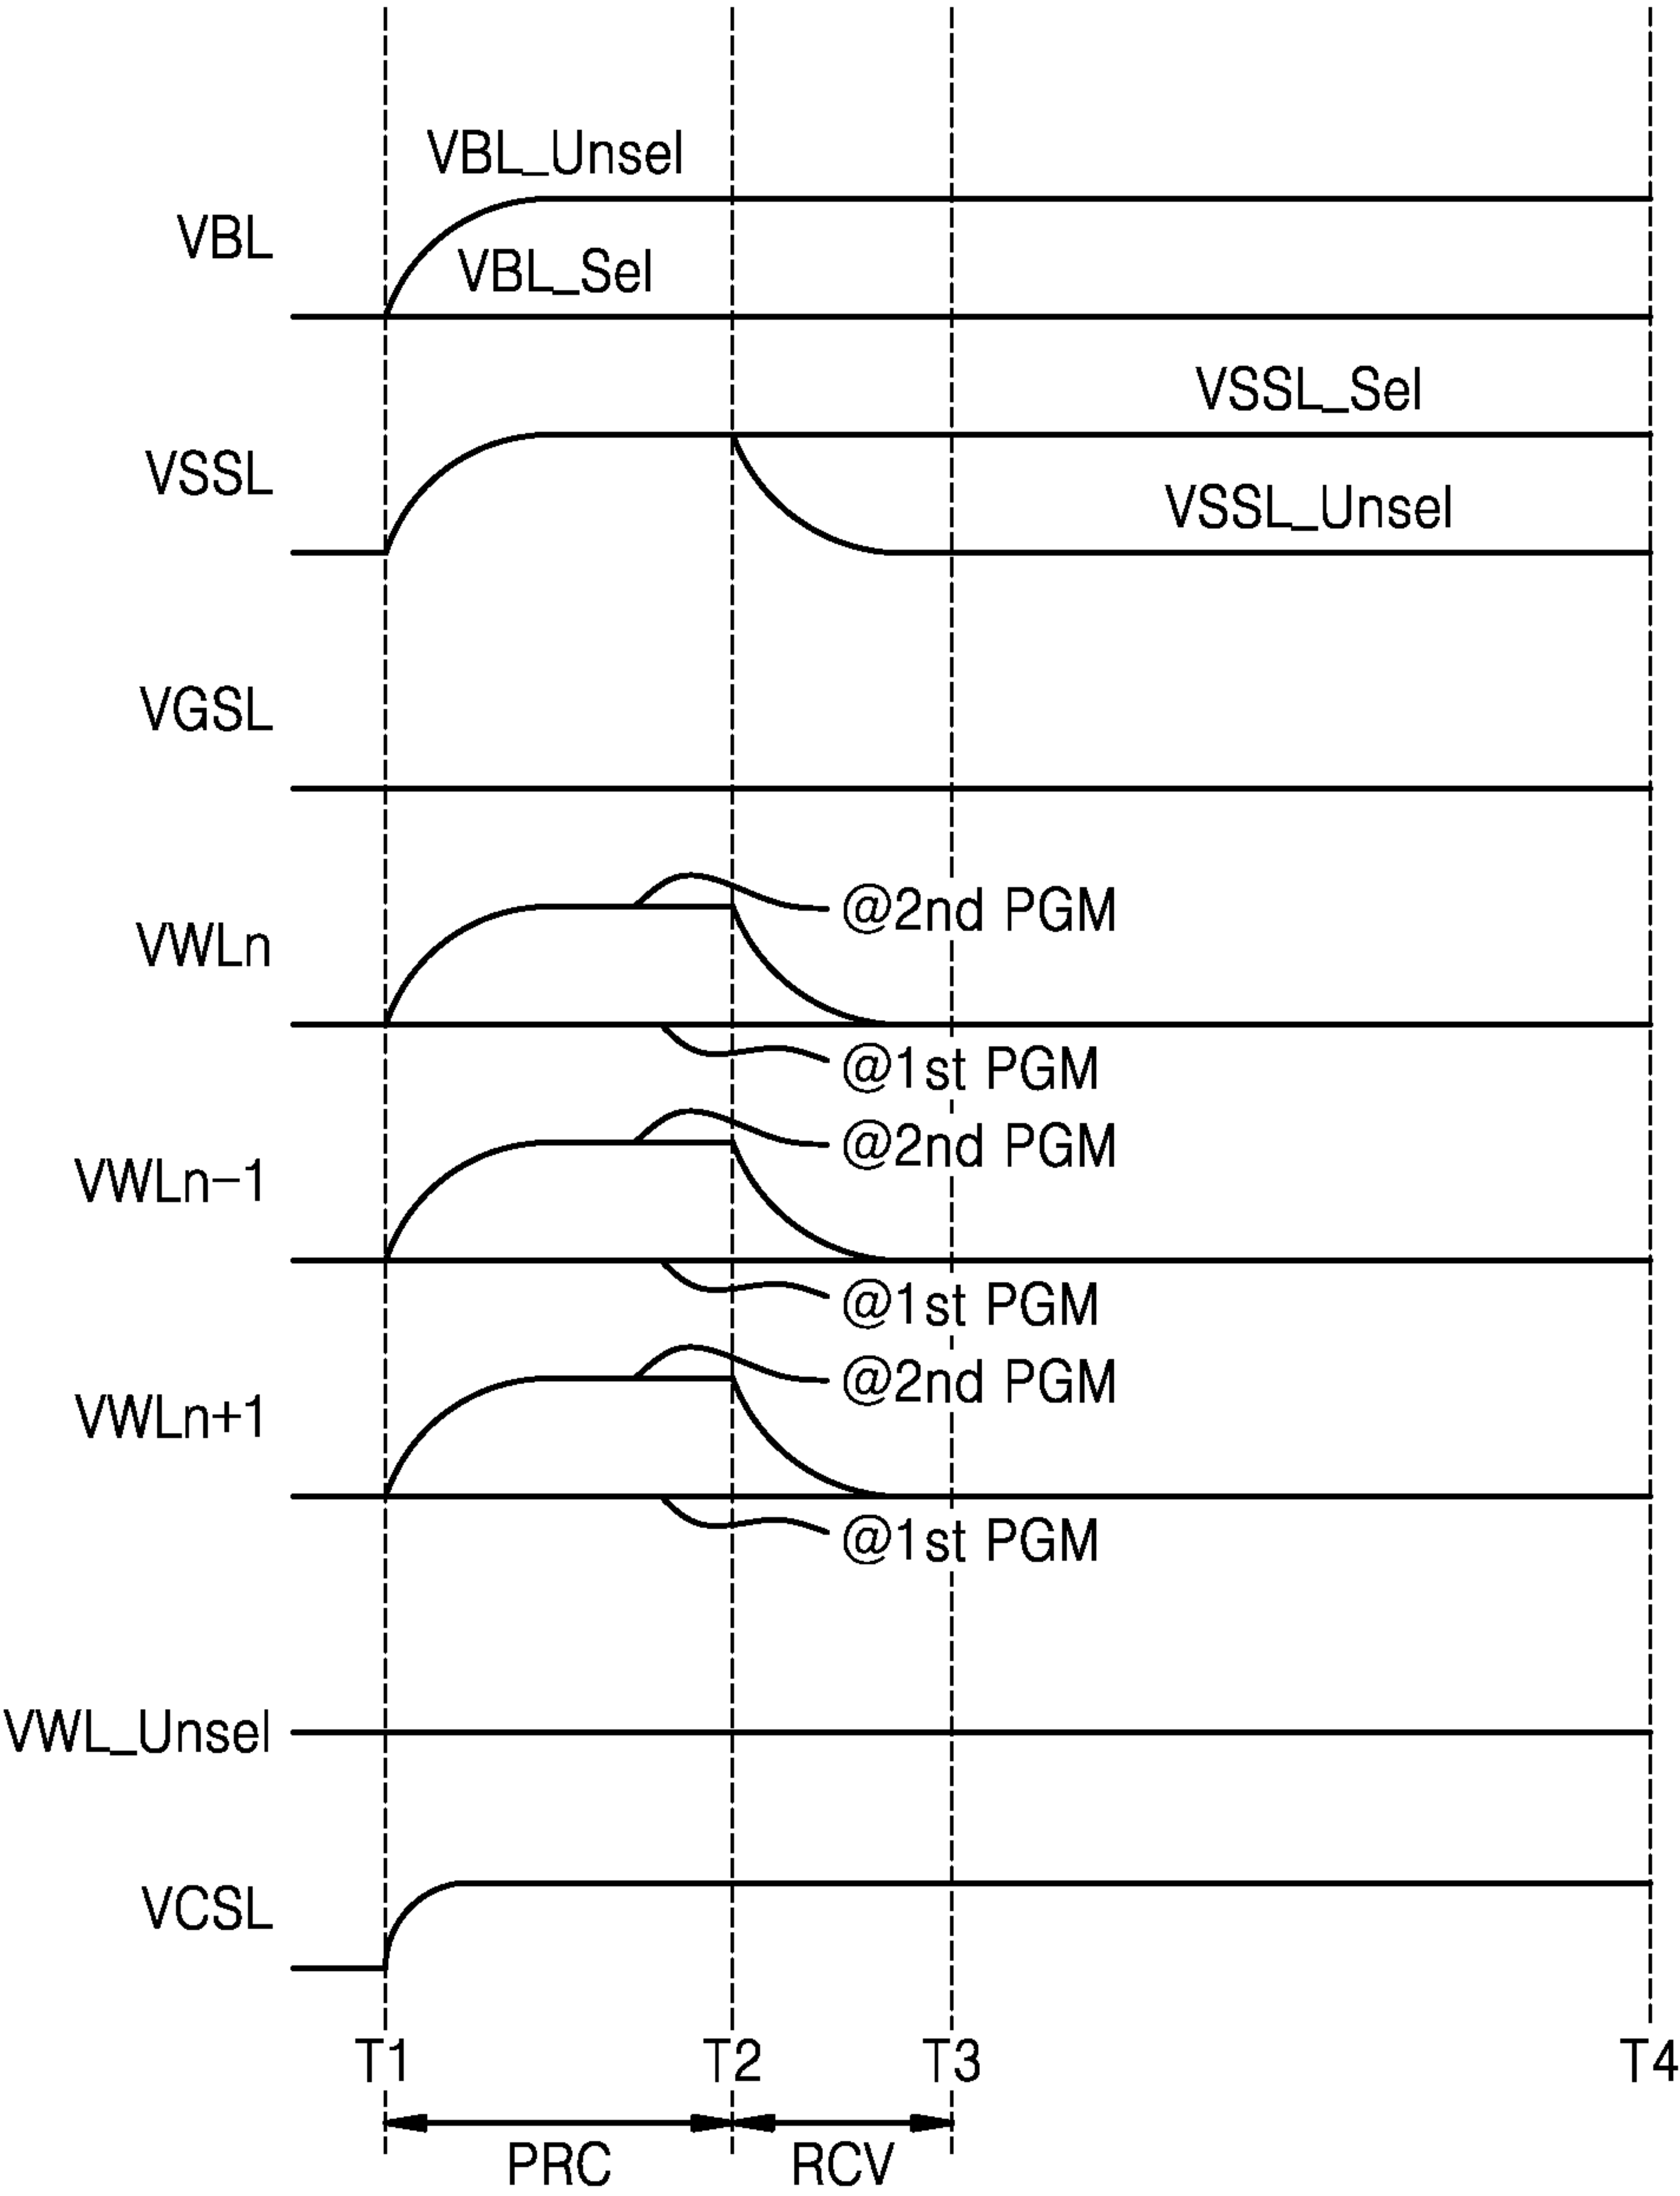 VBL_Unsel
VBL
VBL_Sel
VSSL_Sel
VSSL
VSSL_Unsel
VGSL
@2nd PGM
VWLn
@1st PGM
@2nd PGM
VWLn-1
@1st PGM
@2nd PGM
VWLn+1
@1st PGM
VWL_Unsel
VCSL
T1 T2 T3 T4
PRC RCV